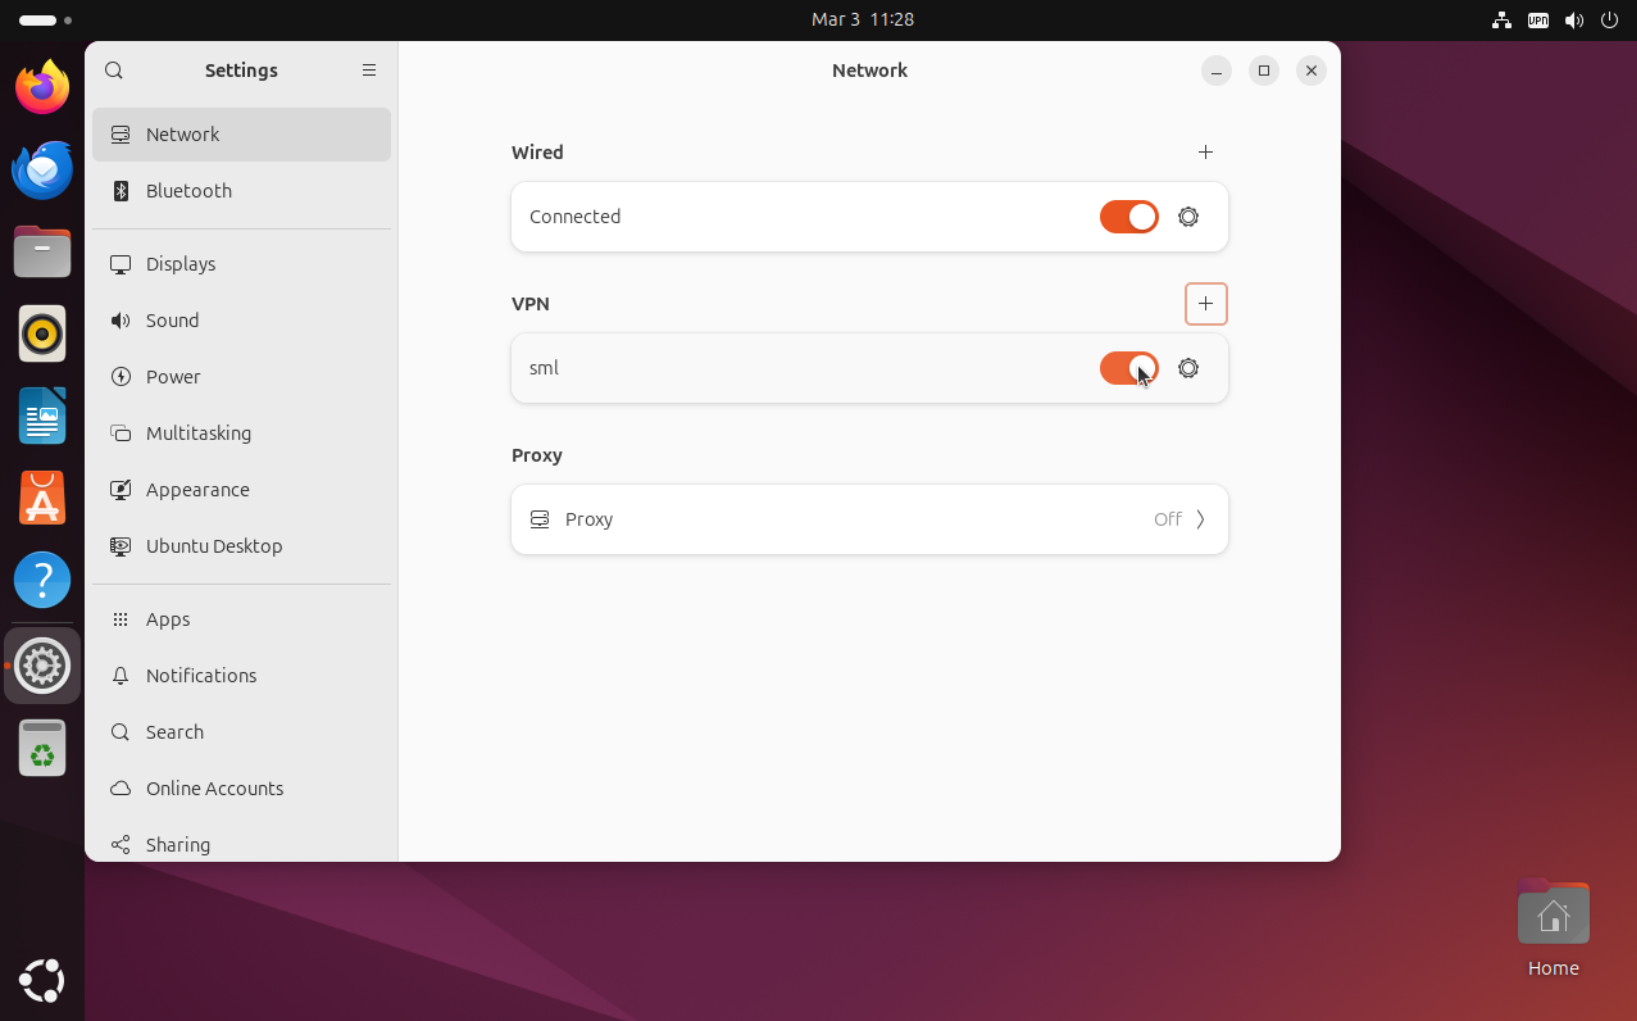 Mar 3 11:28
VPN
Settings
Network
Network
Bluetooth
Displays
Sound
Power
Multitasking
Appearance
Ubuntu Desktop
Apps
Notifications
Search
Online Accounts
Sharing
Wired
Connected
VPN
sml
Proxy
Proxy
Off
Home